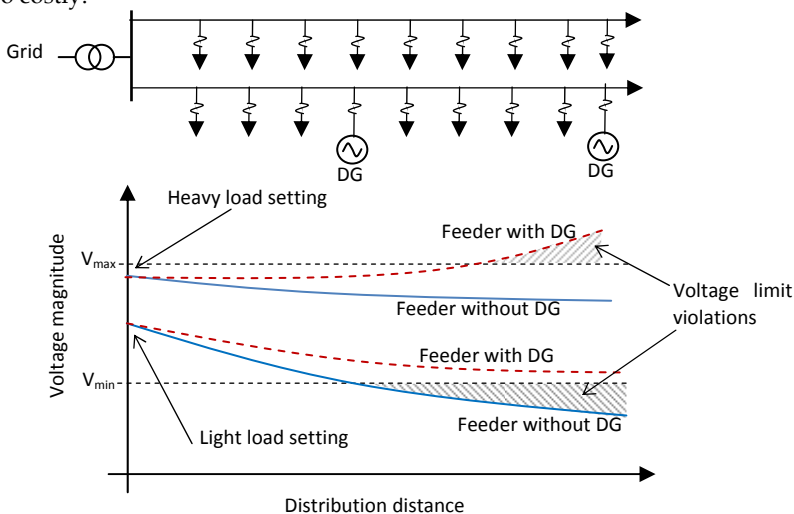 o costly.
Grid
DG
DG
Heavy load setting
Feeder with DG
Vmax
Voltage magnitude
Voltage limit
violations
Feeder without DG
Feeder with DG
Vmin
Feeder without DG
Light load setting
Distribution distance